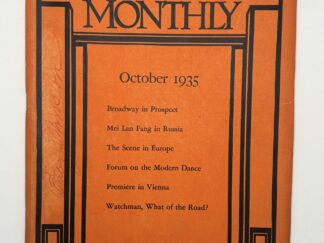 MONTHLY
October 1935
Broadway in Prospect
Mei Lan Fang in Russia
The Scene in Europe
Forum on the Modern Dance
Premiere in Vienna
Watchman, What of the Road?